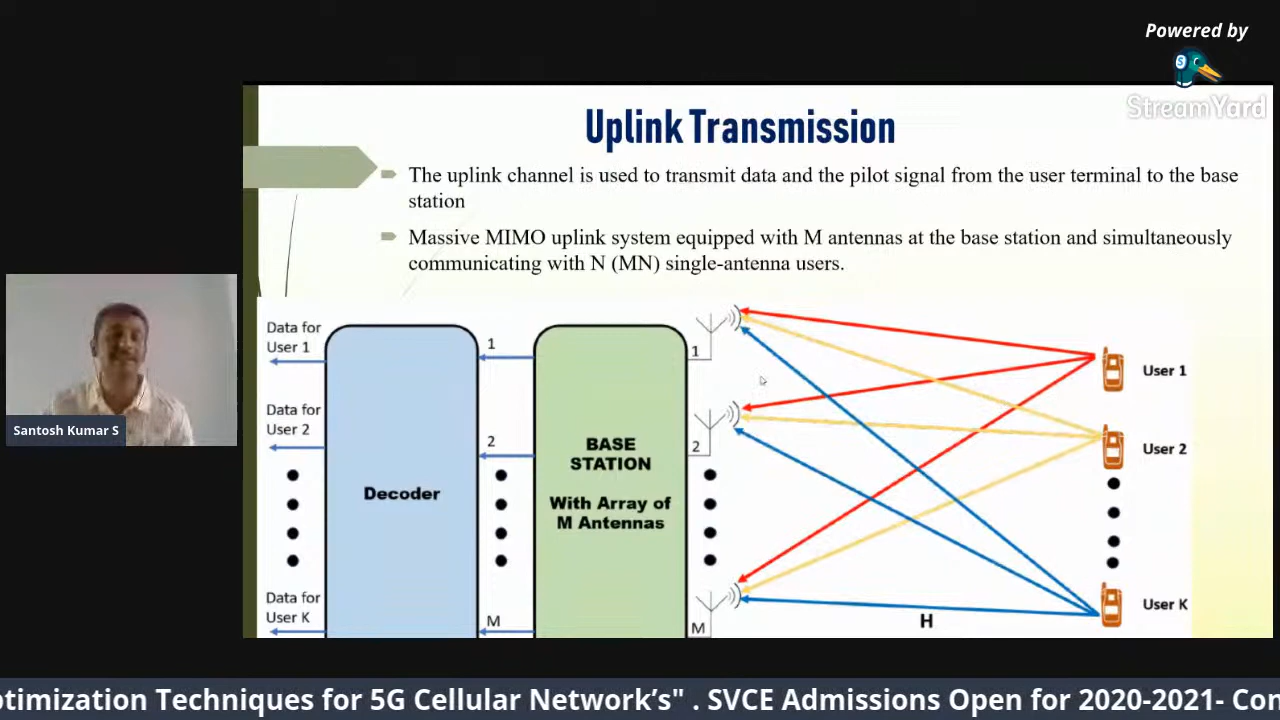 Powered by
StreamYard
Uplink Transmission
The uplink channel is used to transmit data and the pilot signal from the user terminal to the base
station
Massive MIMO uplink system equipped with M antennas at the base station and simultaneously
communicating with N (MN) single-antenna users.
Data for
User 1
Data for
User 2
Data for
User K
Decoder
1
2
M
BASE
STATION
With Array of
M Antennas
1
2
M
H
User 1
User 2
User K
Santosh Kumar S
timization Techniques for 5G Cellular Network's" . SVCE Admissions Open for 2020-2021- Con